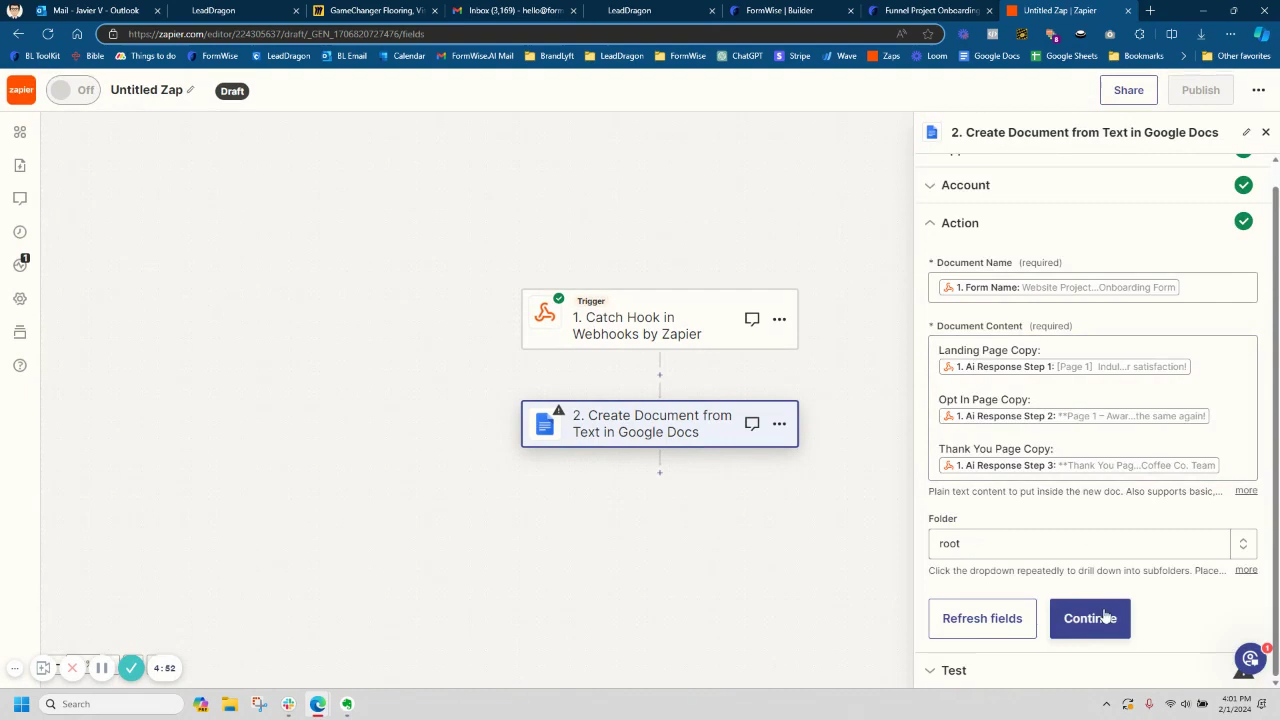 Mail - Javier V - Outlook
LeadDragon
GameChanger Flooring, Vi
Inbox (3,169) - hello@form
LeadDragon
FormWise | Builder
Funnel Project Onboarding
Untitled Zap | Zapier
https://zapier.com/editor/224305637/draft/_GEN_1706820727476/fields
BL ToolKit
Bible
Things to do
FormWise
LeadDragon
BL Email
Calendar
FormWise.AI Mail
BrandLyft
LeadDragon
FormWise
ChatGPT
Stripe
Wave
Zaps
Loom
Google Docs
Google Sheets
Bookmarks
Other favorites
zapier
Off
Untitled Zap
Draft
Share
Publish
2. Create Document from Text in Google Docs
Account
Action
* Document Name (required)
1. Form Name: Website Project...Onboarding Form
* Document Content (required)
Landing Page Copy:
1. Ai Response Step 1: [Page 1] Indul...r satisfaction!
Opt In Page Copy:
1. Ai Response Step 2: **Page 1 – Awar...the same again!
Thank You Page Copy:
1. Ai Response Step 3: **Thank You Pag...Coffee Co. Team
Plain text content to put inside the new doc. Also supports basic,... more
Folder
root
Click the dropdown repeatedly to drill down into subfolders. Place... more
Refresh fields
Continue
Test
1
Trigger
1. Catch Hook in
Webhooks by Zapier
2. Create Document from
Text in Google Docs
1
4:52
Search
4:01 PM
2/1/2024